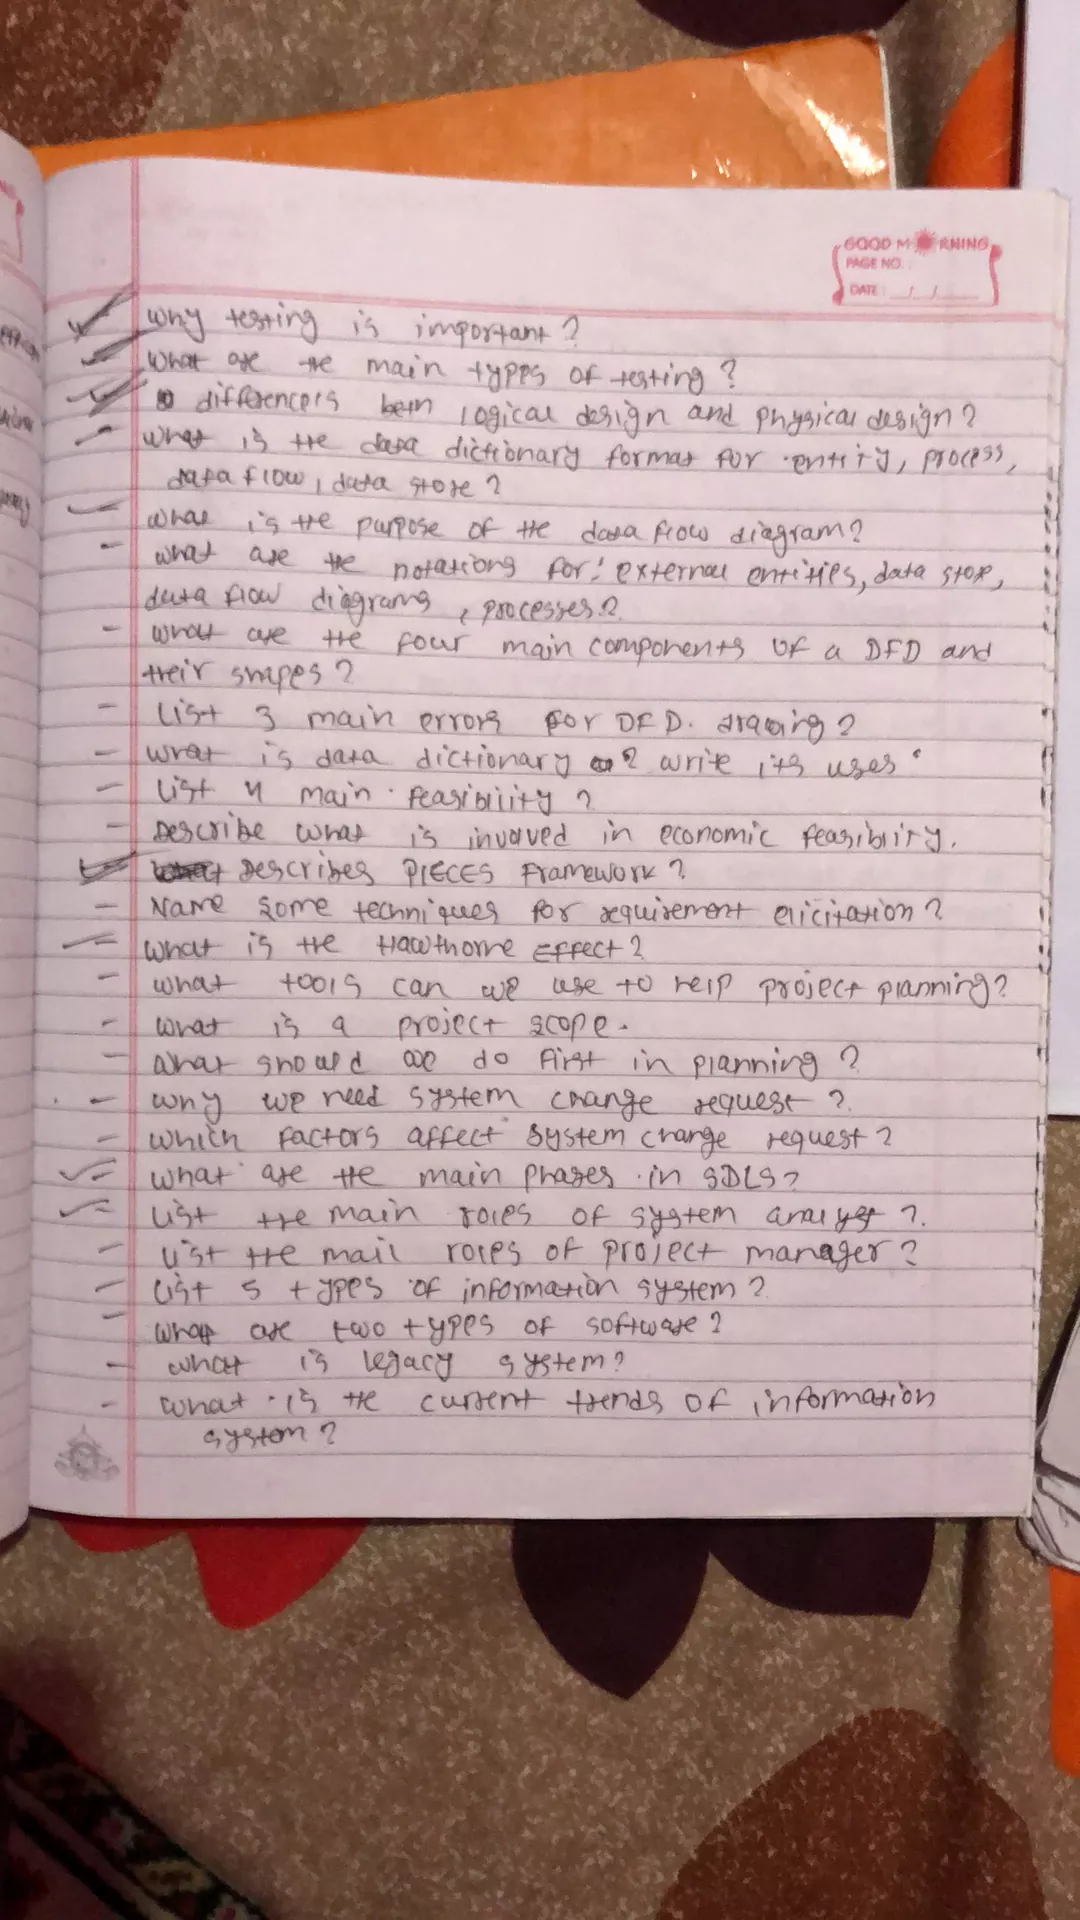 GOOD MORNING
PAGE NO.
DATE: / /
Why testing is important?
What are the main types of testing?
differencers betn logical design and physical design?
What is the data dictionary format for entity, process,
data flow, data store?
what is the purpose of the data flow diagram?
what are the notations for: external entities, data store,
data flow diagrams, processes?
what are the four main components of a DFD and
their shapes?
List 3 main errors for DFD. drawing?
what is data dictionary ? write its uses
List 4 main feasibility?
Describe what is involved in economic feasibility.
Describes PIECES Framework?
Name some techniques for requirement elicitation?
What is the Hawthorne Effect?
what tools can we use to help project planning?
what is a project scope.
what should we do first in planning?
why we need system change request?
which factors affect system change request?
what are the main phases in SDLS?
List the main roles of system analyst?
List the mail roles of project manager?
List 5 types of information system?
What are two types of software?
what is legacy system?
what is the current trends of information
system?